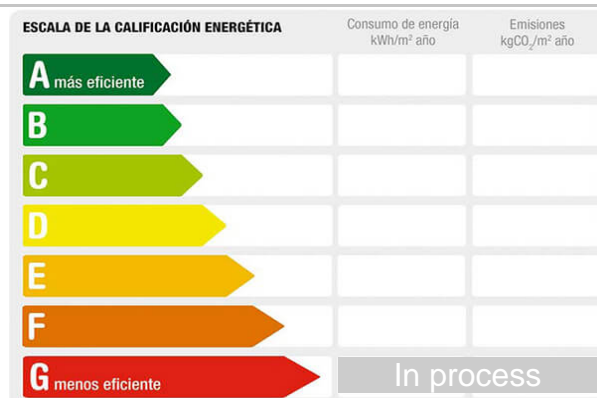 ESCALA DE LA CALIFICACIÓN ENERGÉTICA
Consumo de energía
kWh/m² año
Emisiones
kgCO₂/m² año
A más eficiente
B
C
D
E
F
G menos eficiente
In process